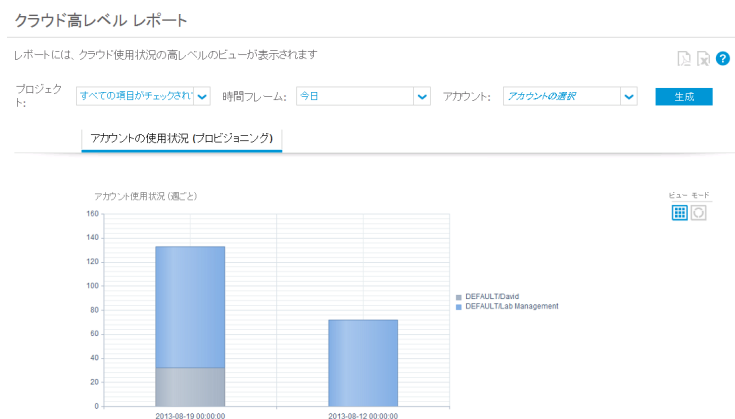 クラウド高レベル レポート
レポートには、クラウド使用状況の高レベルのビューが表示されます
プロジェクト:
すべての項目がチェックされ
時間フレーム:
今日
アカウント:
アカウントの選択
生成
アカウントの使用状況 (プロビジョニング)
アカウント使用状況 (週ごと)
ビュー モード
160
140
120
100
80
60
40
20
0
DEFAULT/David
DEFAULT/Lab Management
2013-08-19 00:00:00
2013-08-12 00:00:00